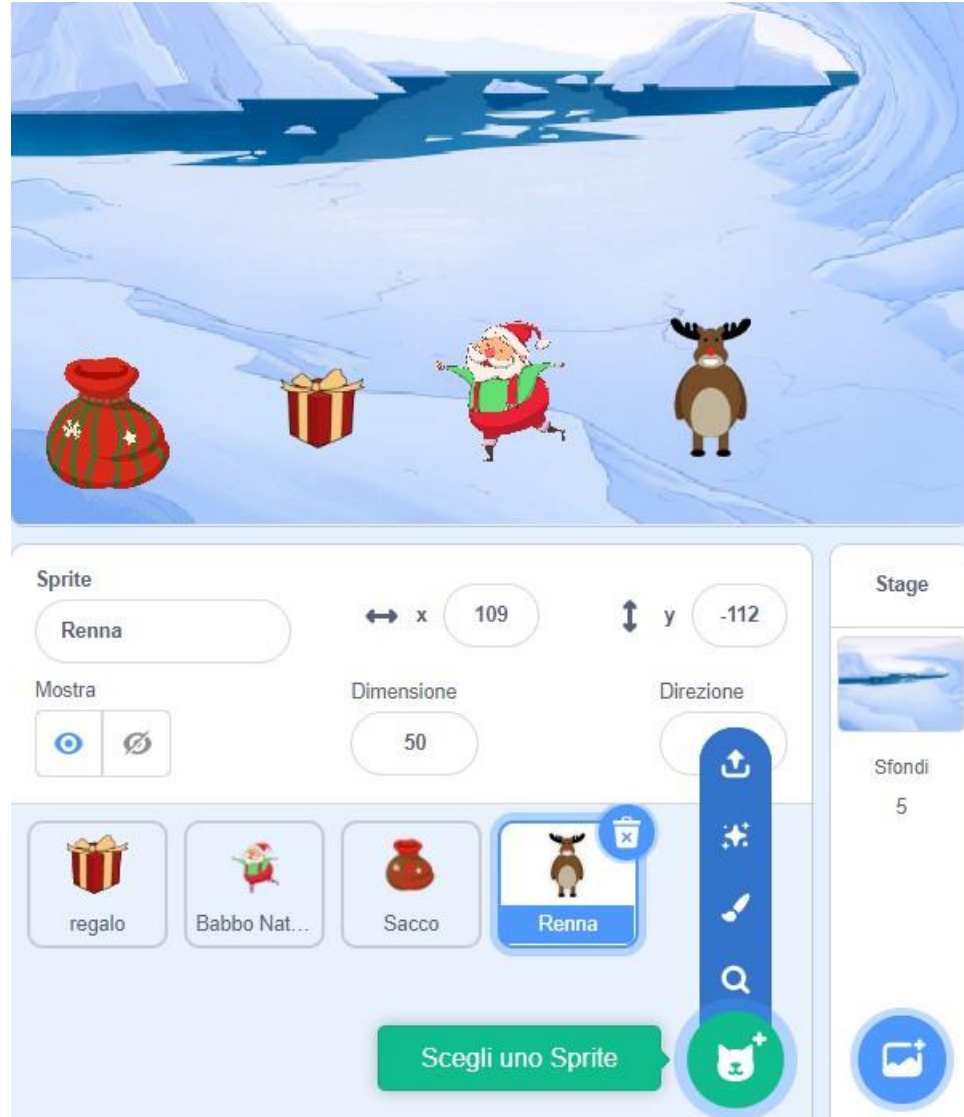 Sprite
Renna
x 109
y -112
Stage
Mostra
Dimensione
50
Direzione
Sfondi
5
regalo
Babbo Nat...
Sacco
Renna
Scegli uno Sprite